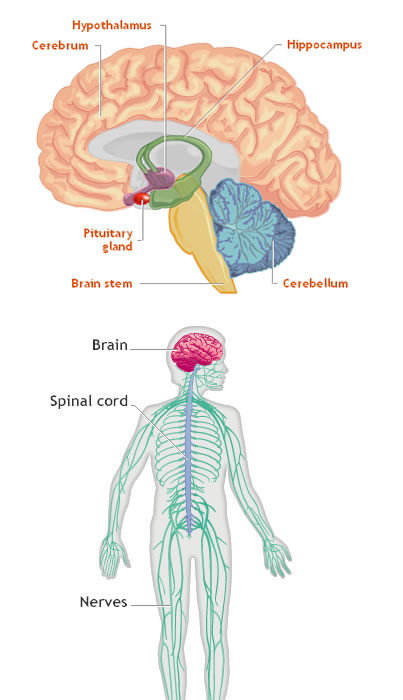 Hypothalamus
Cerebrum
Hippocampus
Pituitary
gland
Brain stem
Cerebellum
Brain
Spinal cord
Nerves